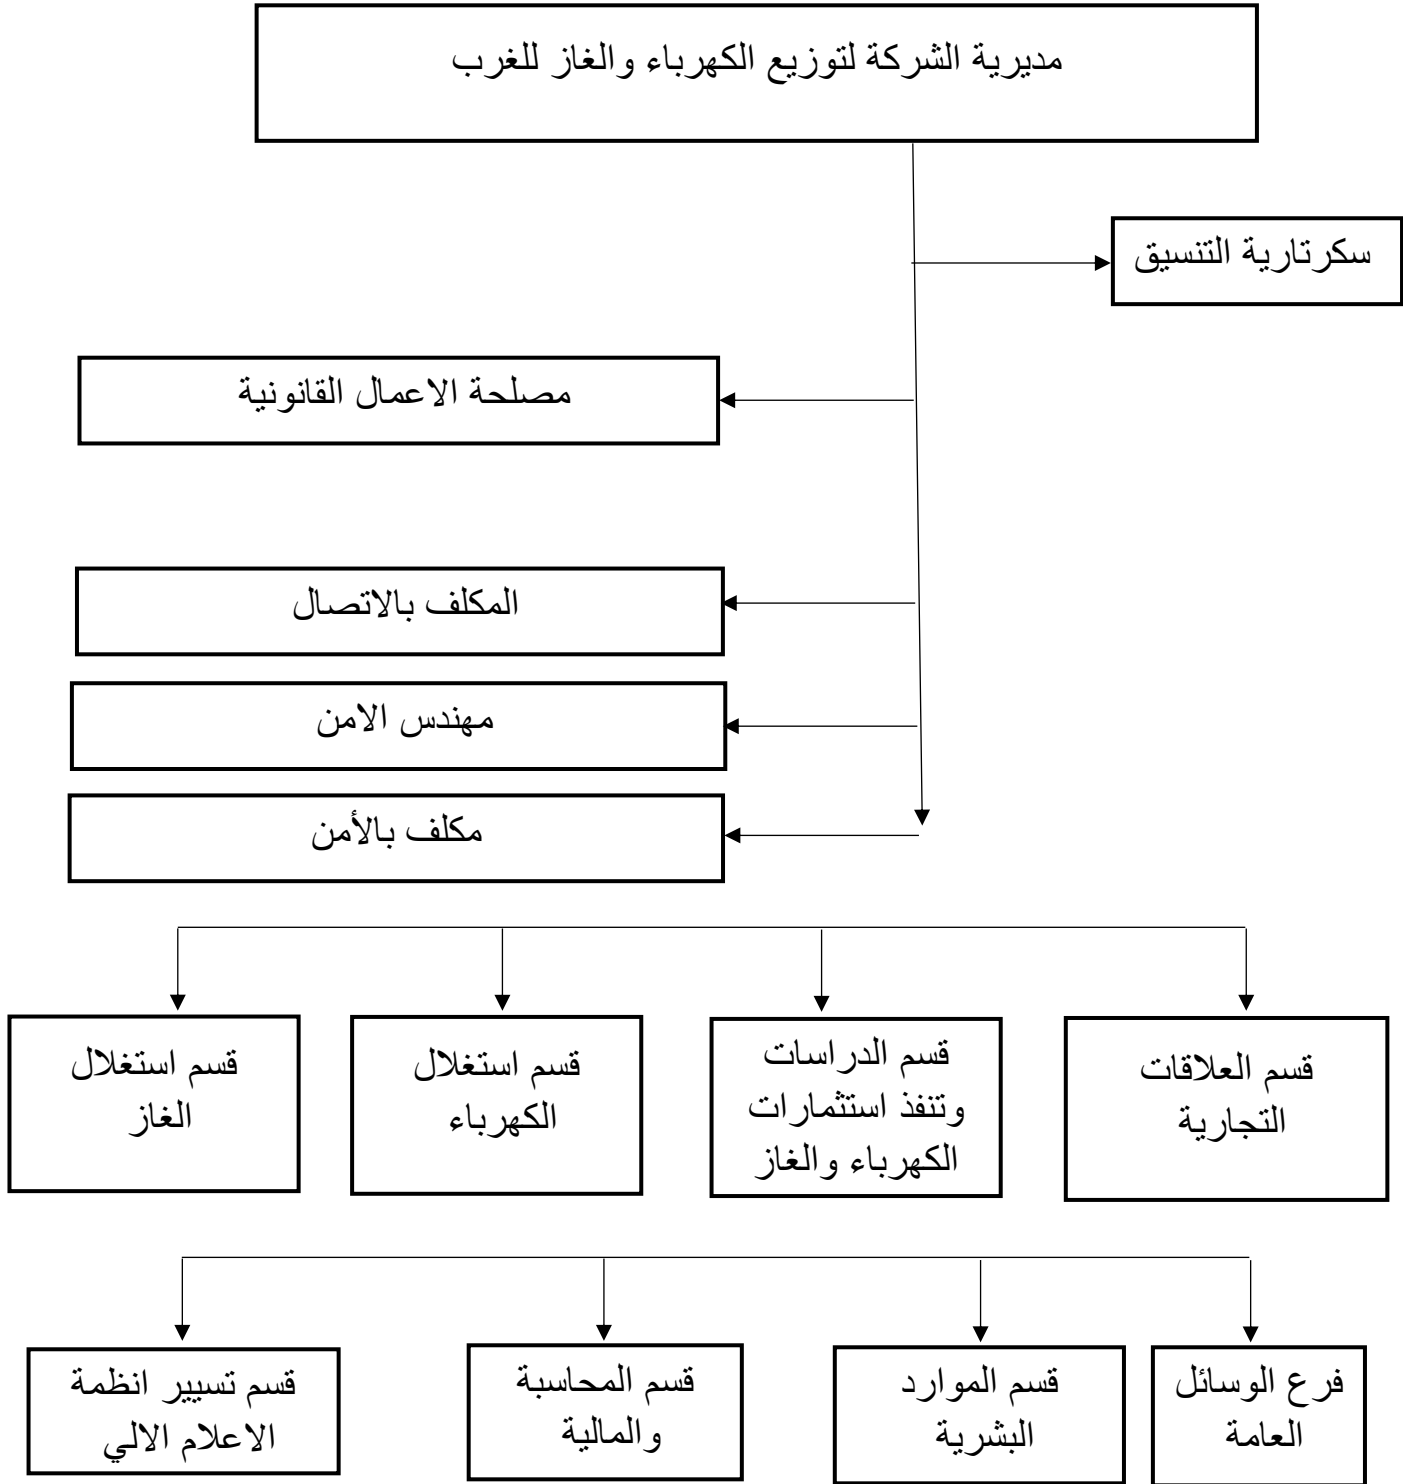 مديرية الشركة لتوزيع الكهرباء والغاز للغرب
سكرتارية التنسيق
مصلحة الاعمال القانونية
المكلف بالاتصال
مهندس الامن
مكلف بالأمن
قسم العلاقات
التجارية
قسم الدراسات
وتنفذ استثمارات
الكهرباء والغاز
قسم استغلال
الكهرباء
قسم استغلال
الغاز
فرع الوسائل
العامة
قسم الموارد
البشرية
قسم المحاسبة
والمالية
قسم تسيير انظمة
الاعلام الالي